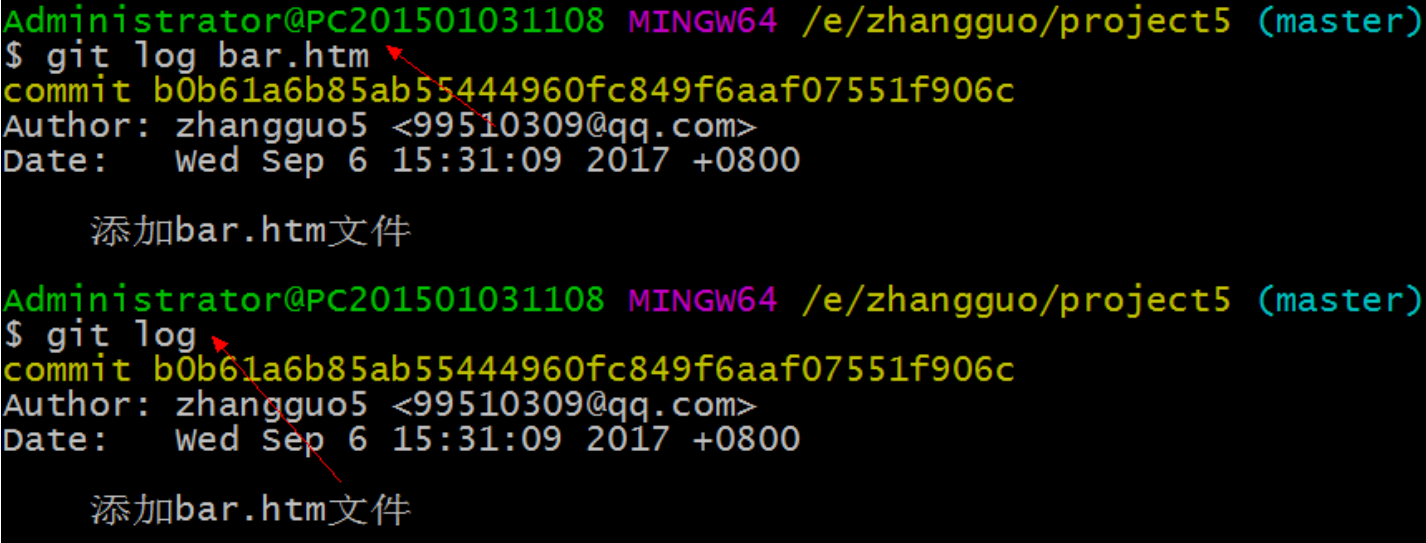 Administrator@PC201501031108 MINGW64 /e/zhangguo/project5 (master)
$ git log bar.htm
commit b0b61a6b85ab55444960fc849f6aaf07551f906c
Author: zhangguo5 <99510309@qq.com>
Date:   Wed Sep 6 15:31:09 2017 +0800
    添加bar.htm文件
Administrator@PC201501031108 MINGW64 /e/zhangguo/project5 (master)
$ git log
commit b0b61a6b85ab55444960fc849f6aaf07551f906c
Author: zhangguo5 <99510309@qq.com>
Date:   Wed Sep 6 15:31:09 2017 +0800
    添加bar.htm文件